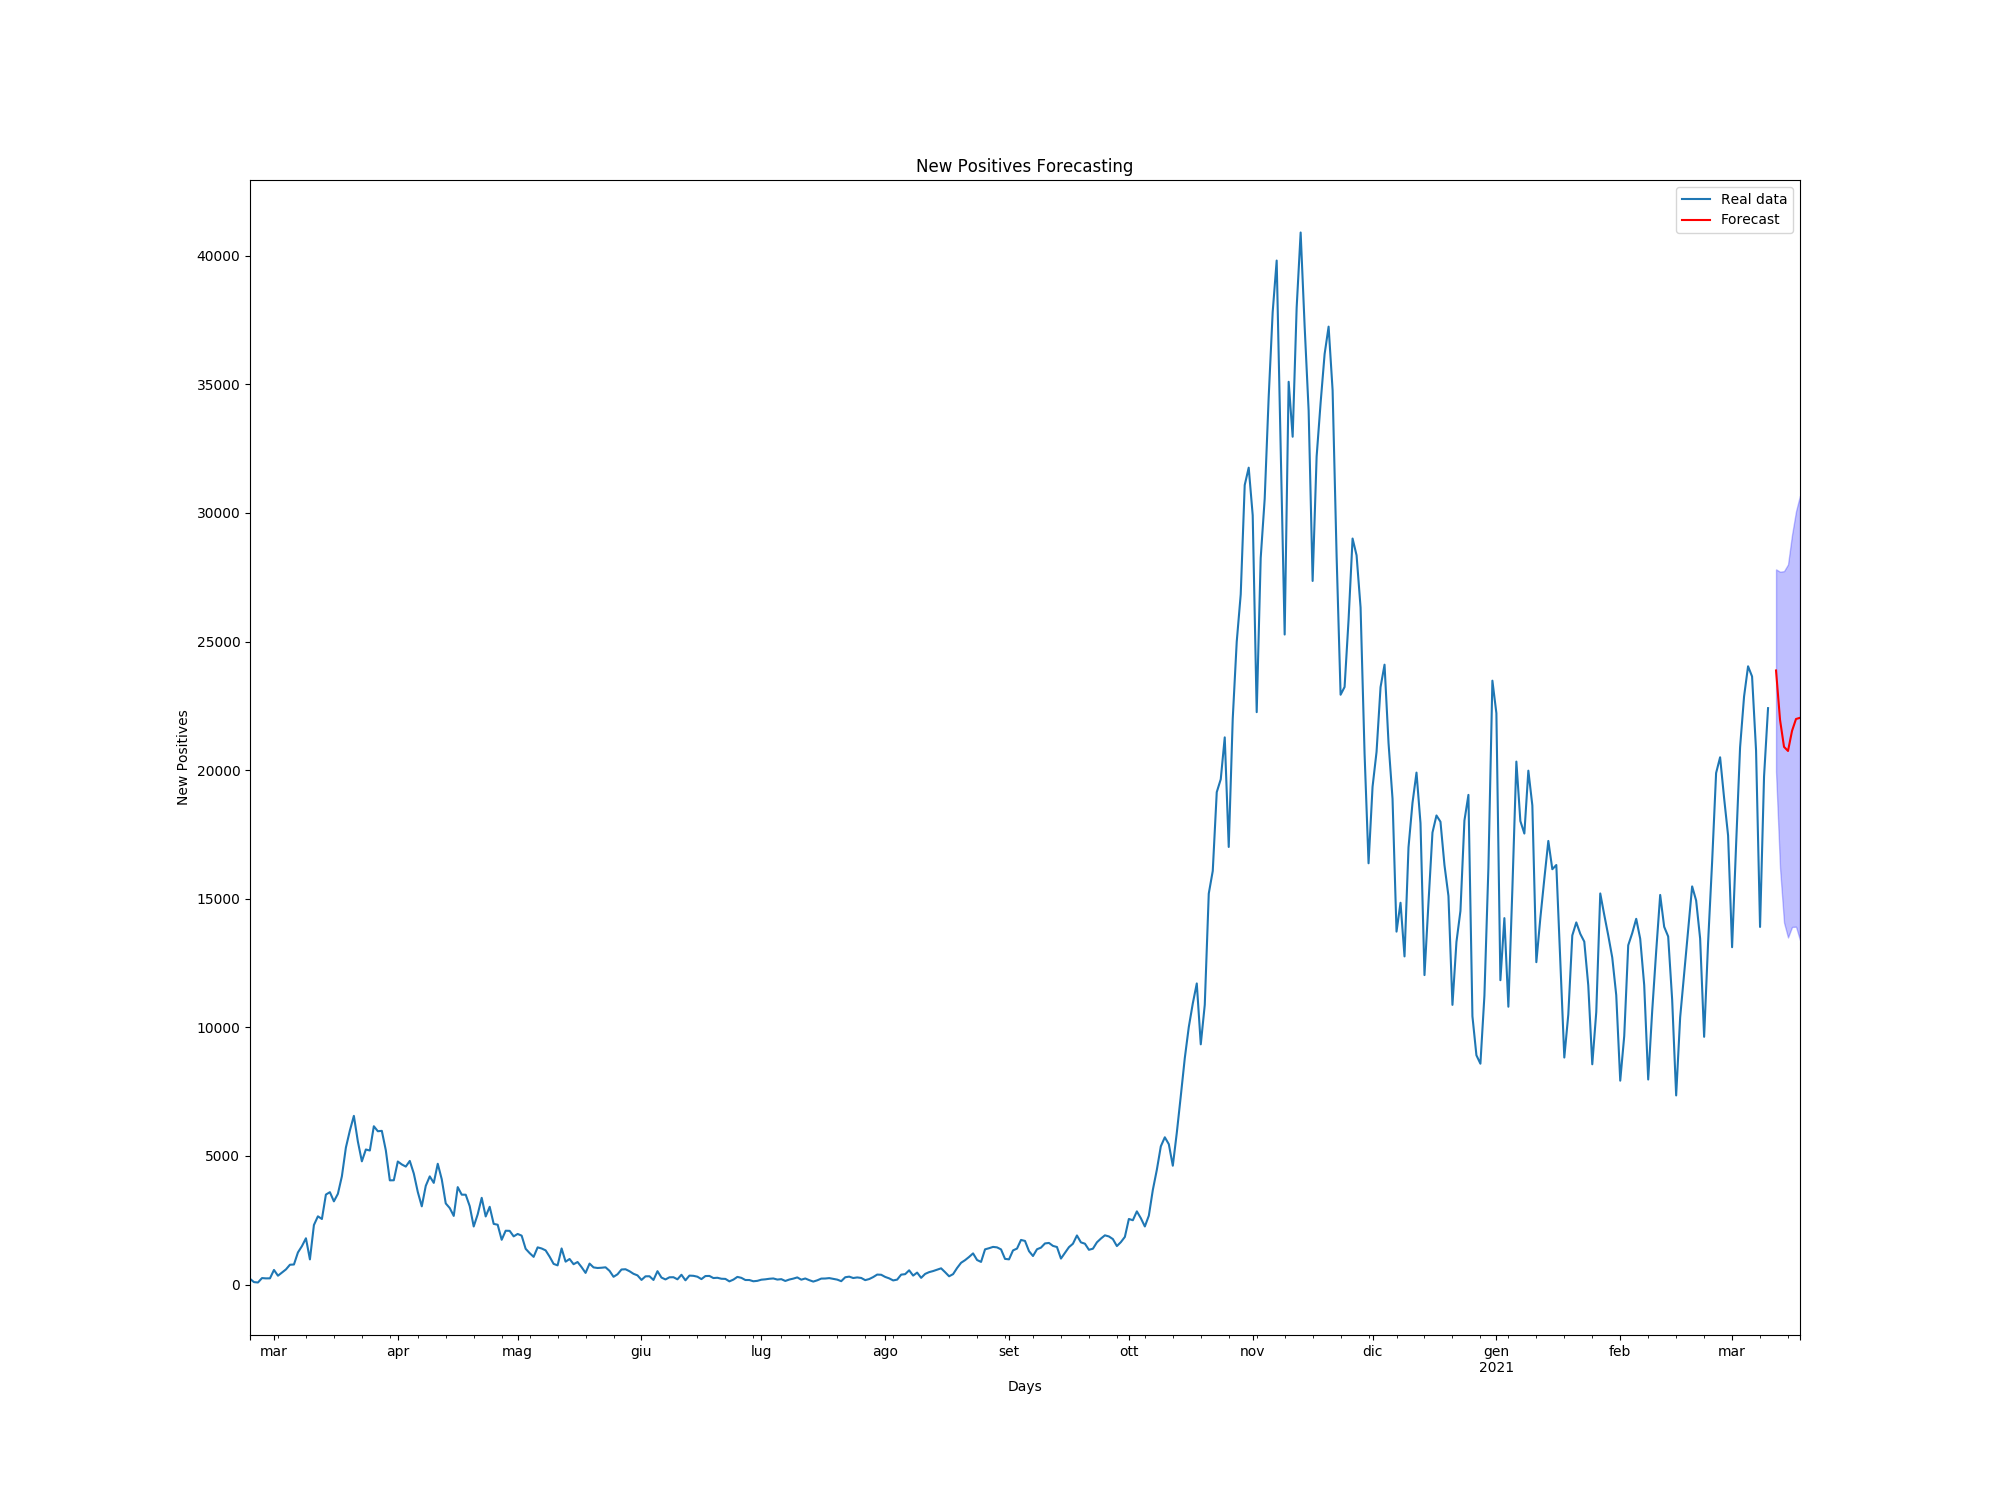 New Positives Forecasting
Real data
Forecast
40000
35000
30000
25000
20000
15000
10000
5000
0
New Positives
mar apr mag giu lug ago set ott nov dic gen feb mar
2021
Days